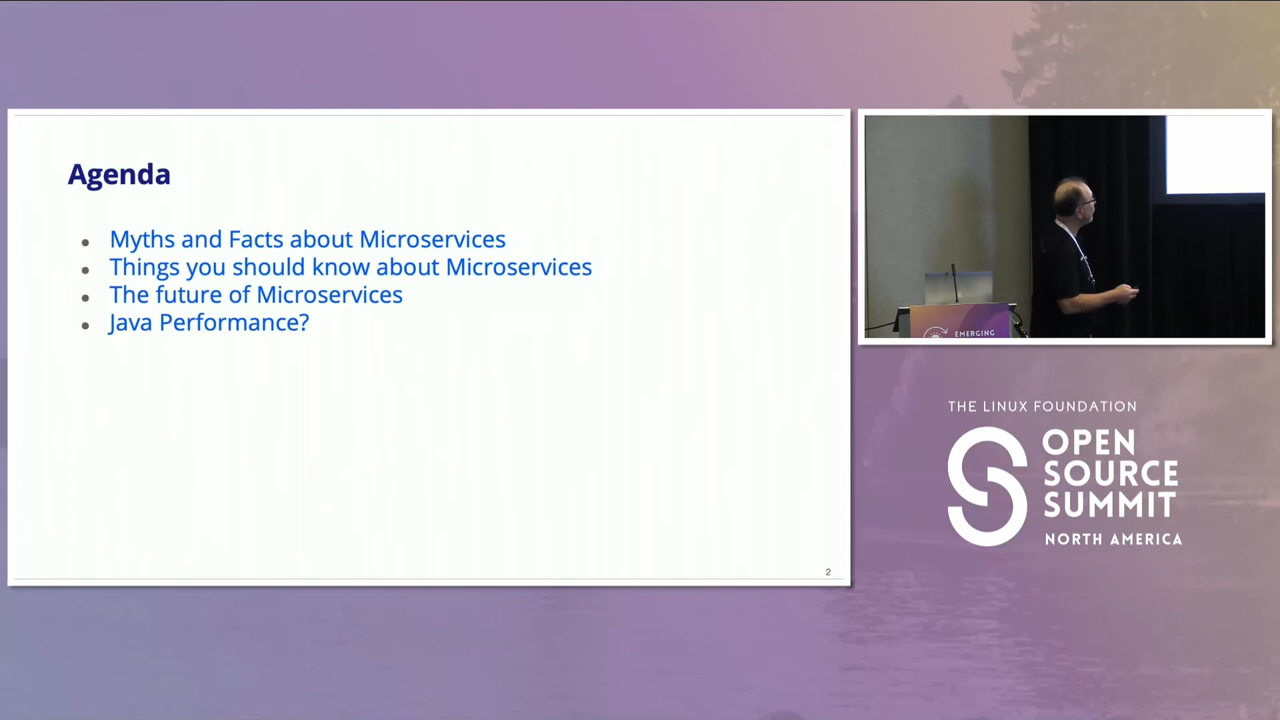 Agenda
• Myths and Facts about Microservices
• Things you should know about Microservices
• The future of Microservices
• Java Performance?
2
EMERGING
THE LINUX FOUNDATION
OPEN
SOURCE
SUMMIT
NORTH AMERICA